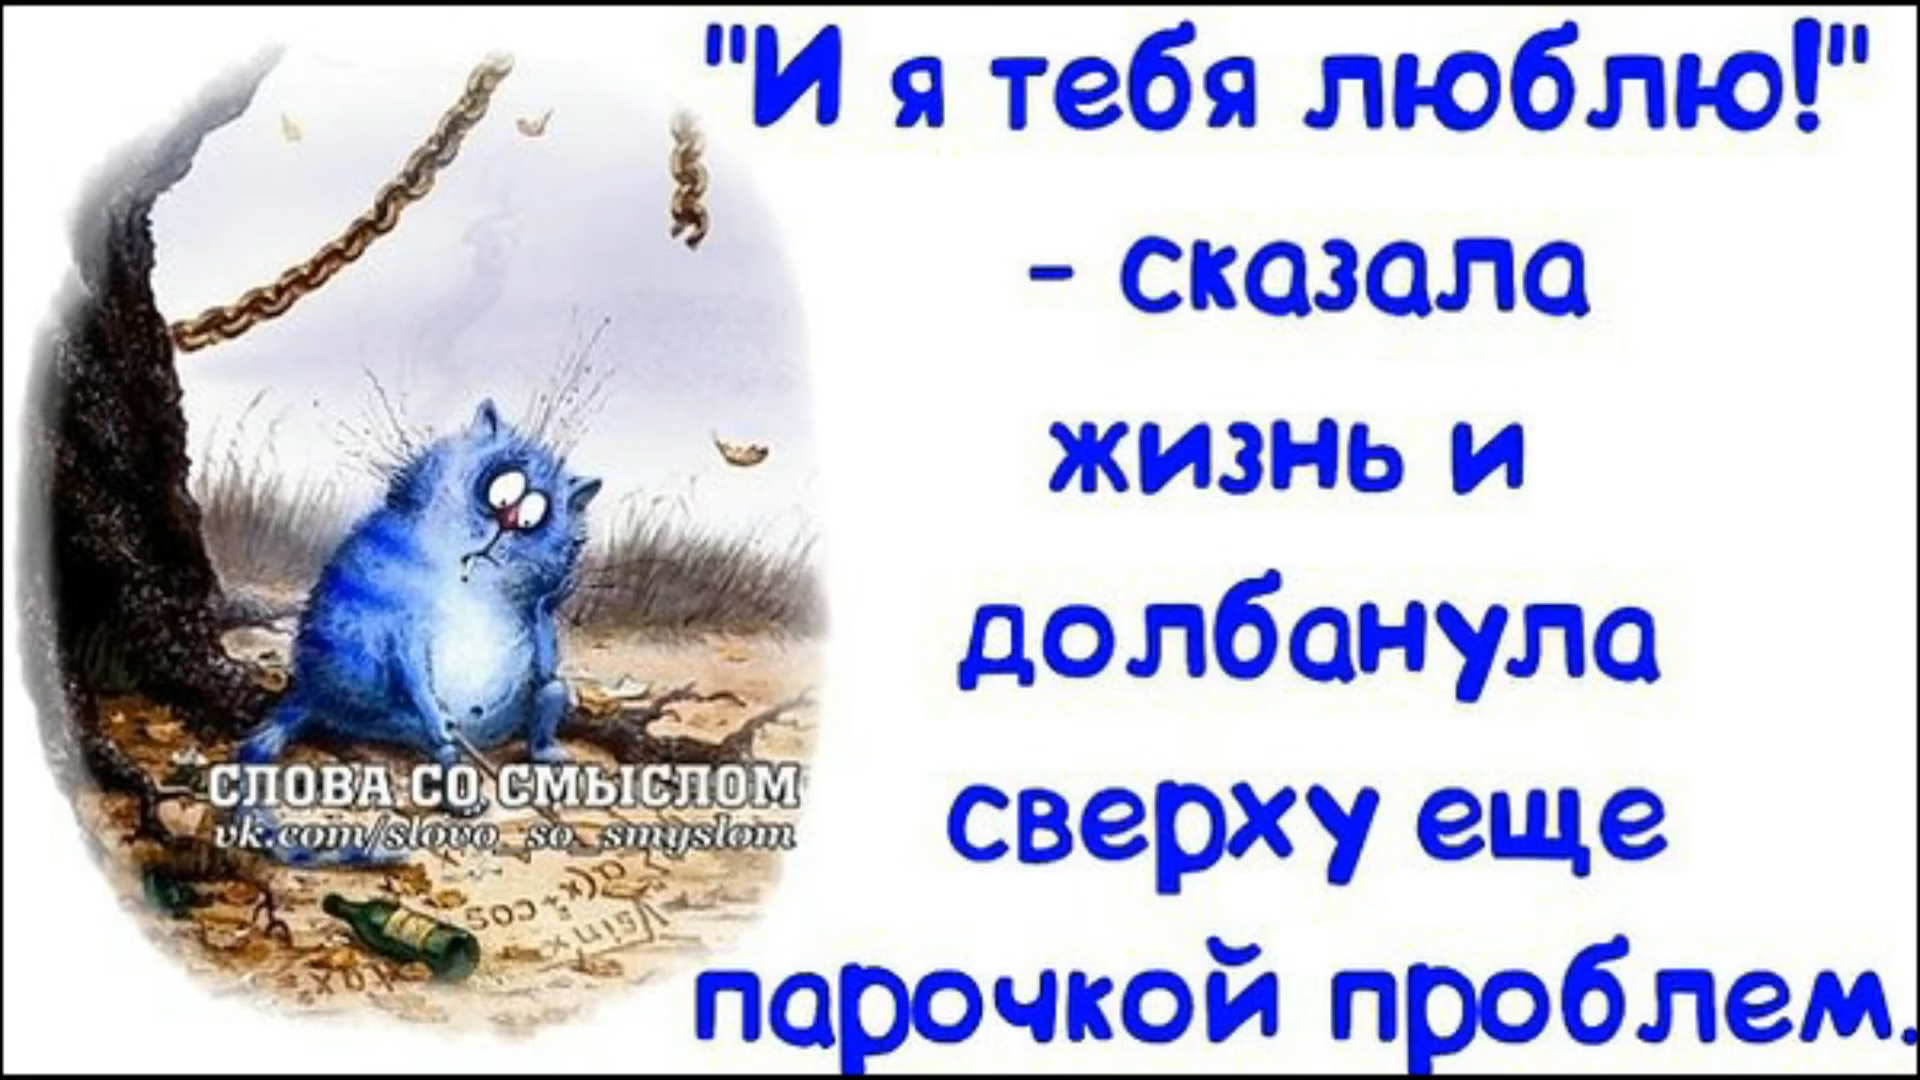 "И я тебя люблю!"
- сказала
жизнь и
долбанула
сверху еще
парочкой проблем.
СЛОВА СО СМЫСЛОМ
vk.com/slovo_so_smyslom